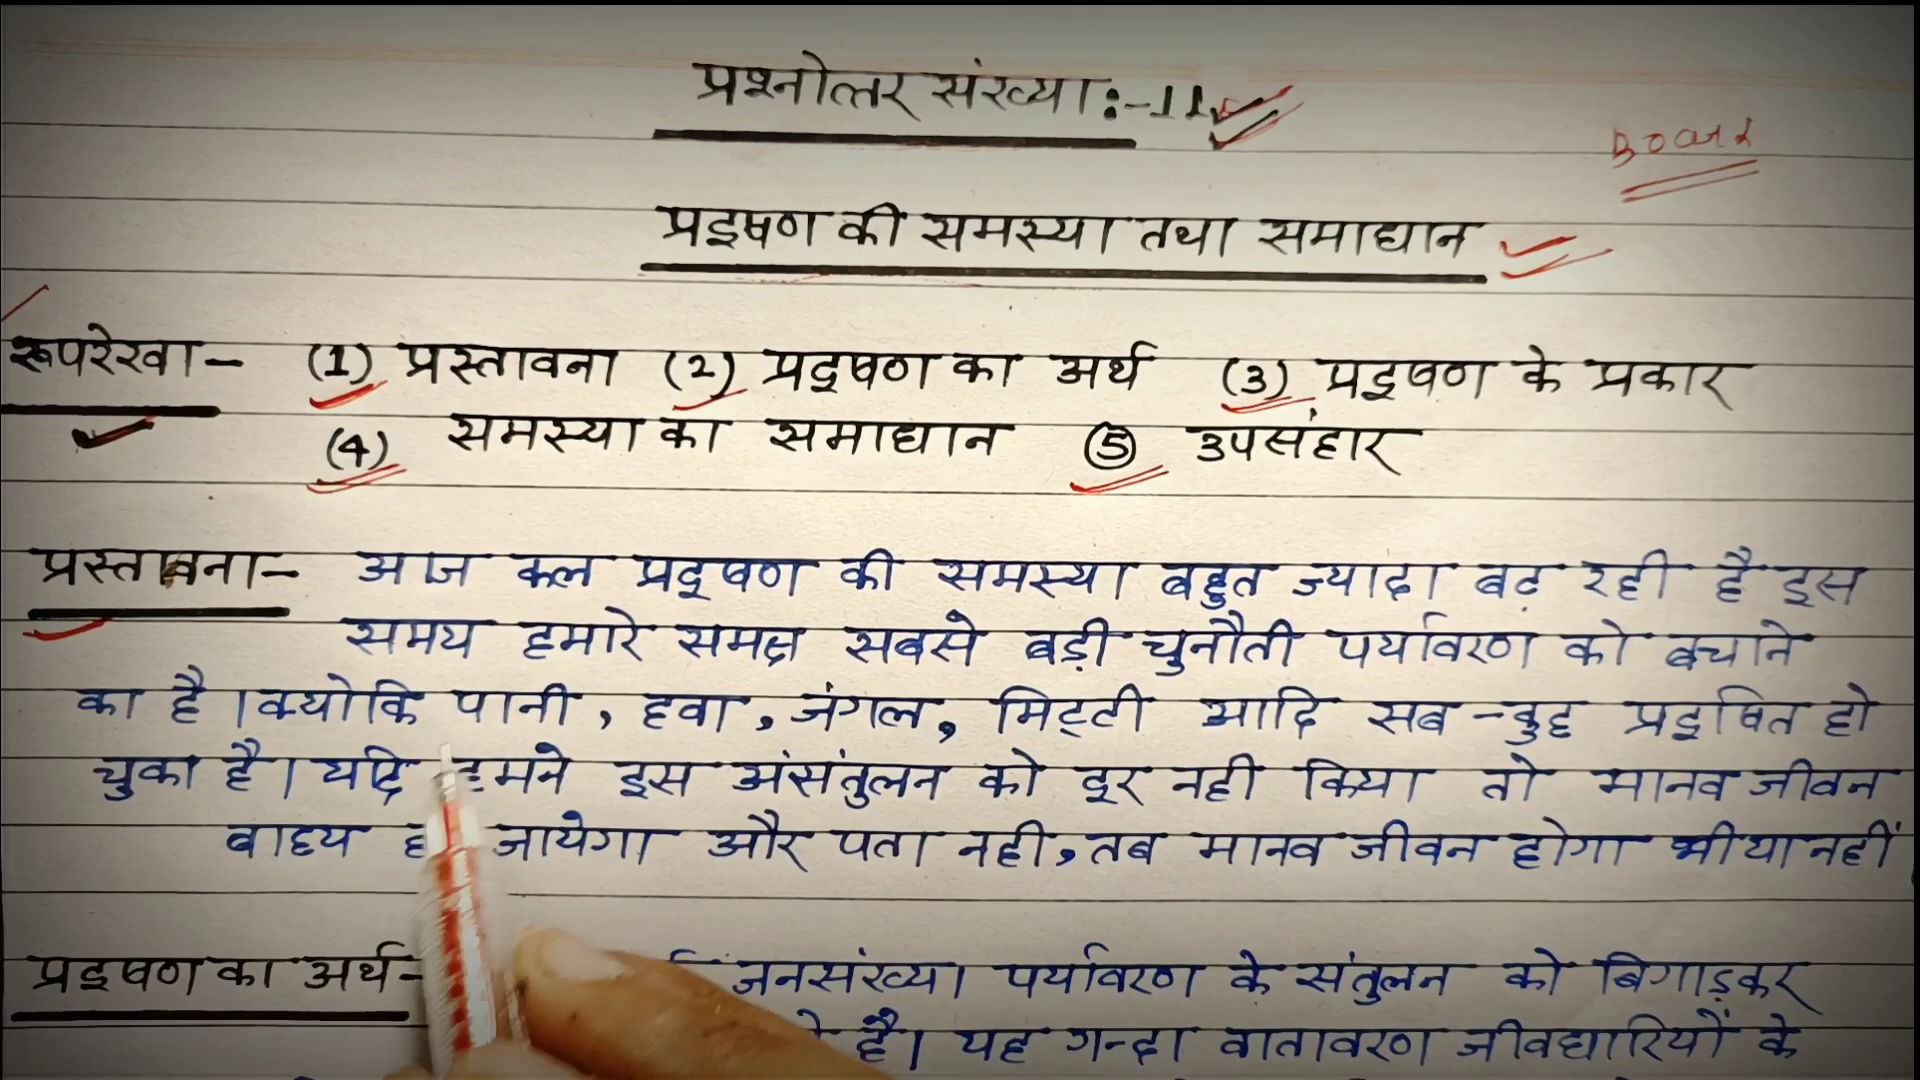 प्रश्नोत्तर संख्या :- 11
Board
प्रदूषण की समस्या तथा समाधान
रूपरेखा - (1) प्रस्तावना (2) प्रदूषण का अर्थ (3) प्रदूषण के प्रकार
(4) समस्या का समाधान (5) उपसंहार
प्रस्तावना - आज कल प्रदूषण की समस्या बहुत ज्यादा बढ़ रही है इस
समय हमारे समक्ष सबसे बड़ी चुनौती पर्यावरण को बचाने
का है। क्योकि पानी, हवा, जंगल, मिट्टी आदि सब-कुछ प्रदूषित हो
चुका है। यदि हमने इस अंसंतुलन को दूर नही किया तो मानव जीवन
बाध्य जायेगा और पता नही, तब मानव जीवन होगा भी या नहीं
प्रदूषण का अर्थ - जनसंख्या पर्यावरण के संतुलन को बिगाड़कर
है। यह गन्दा वातावरण जीवधारियों के